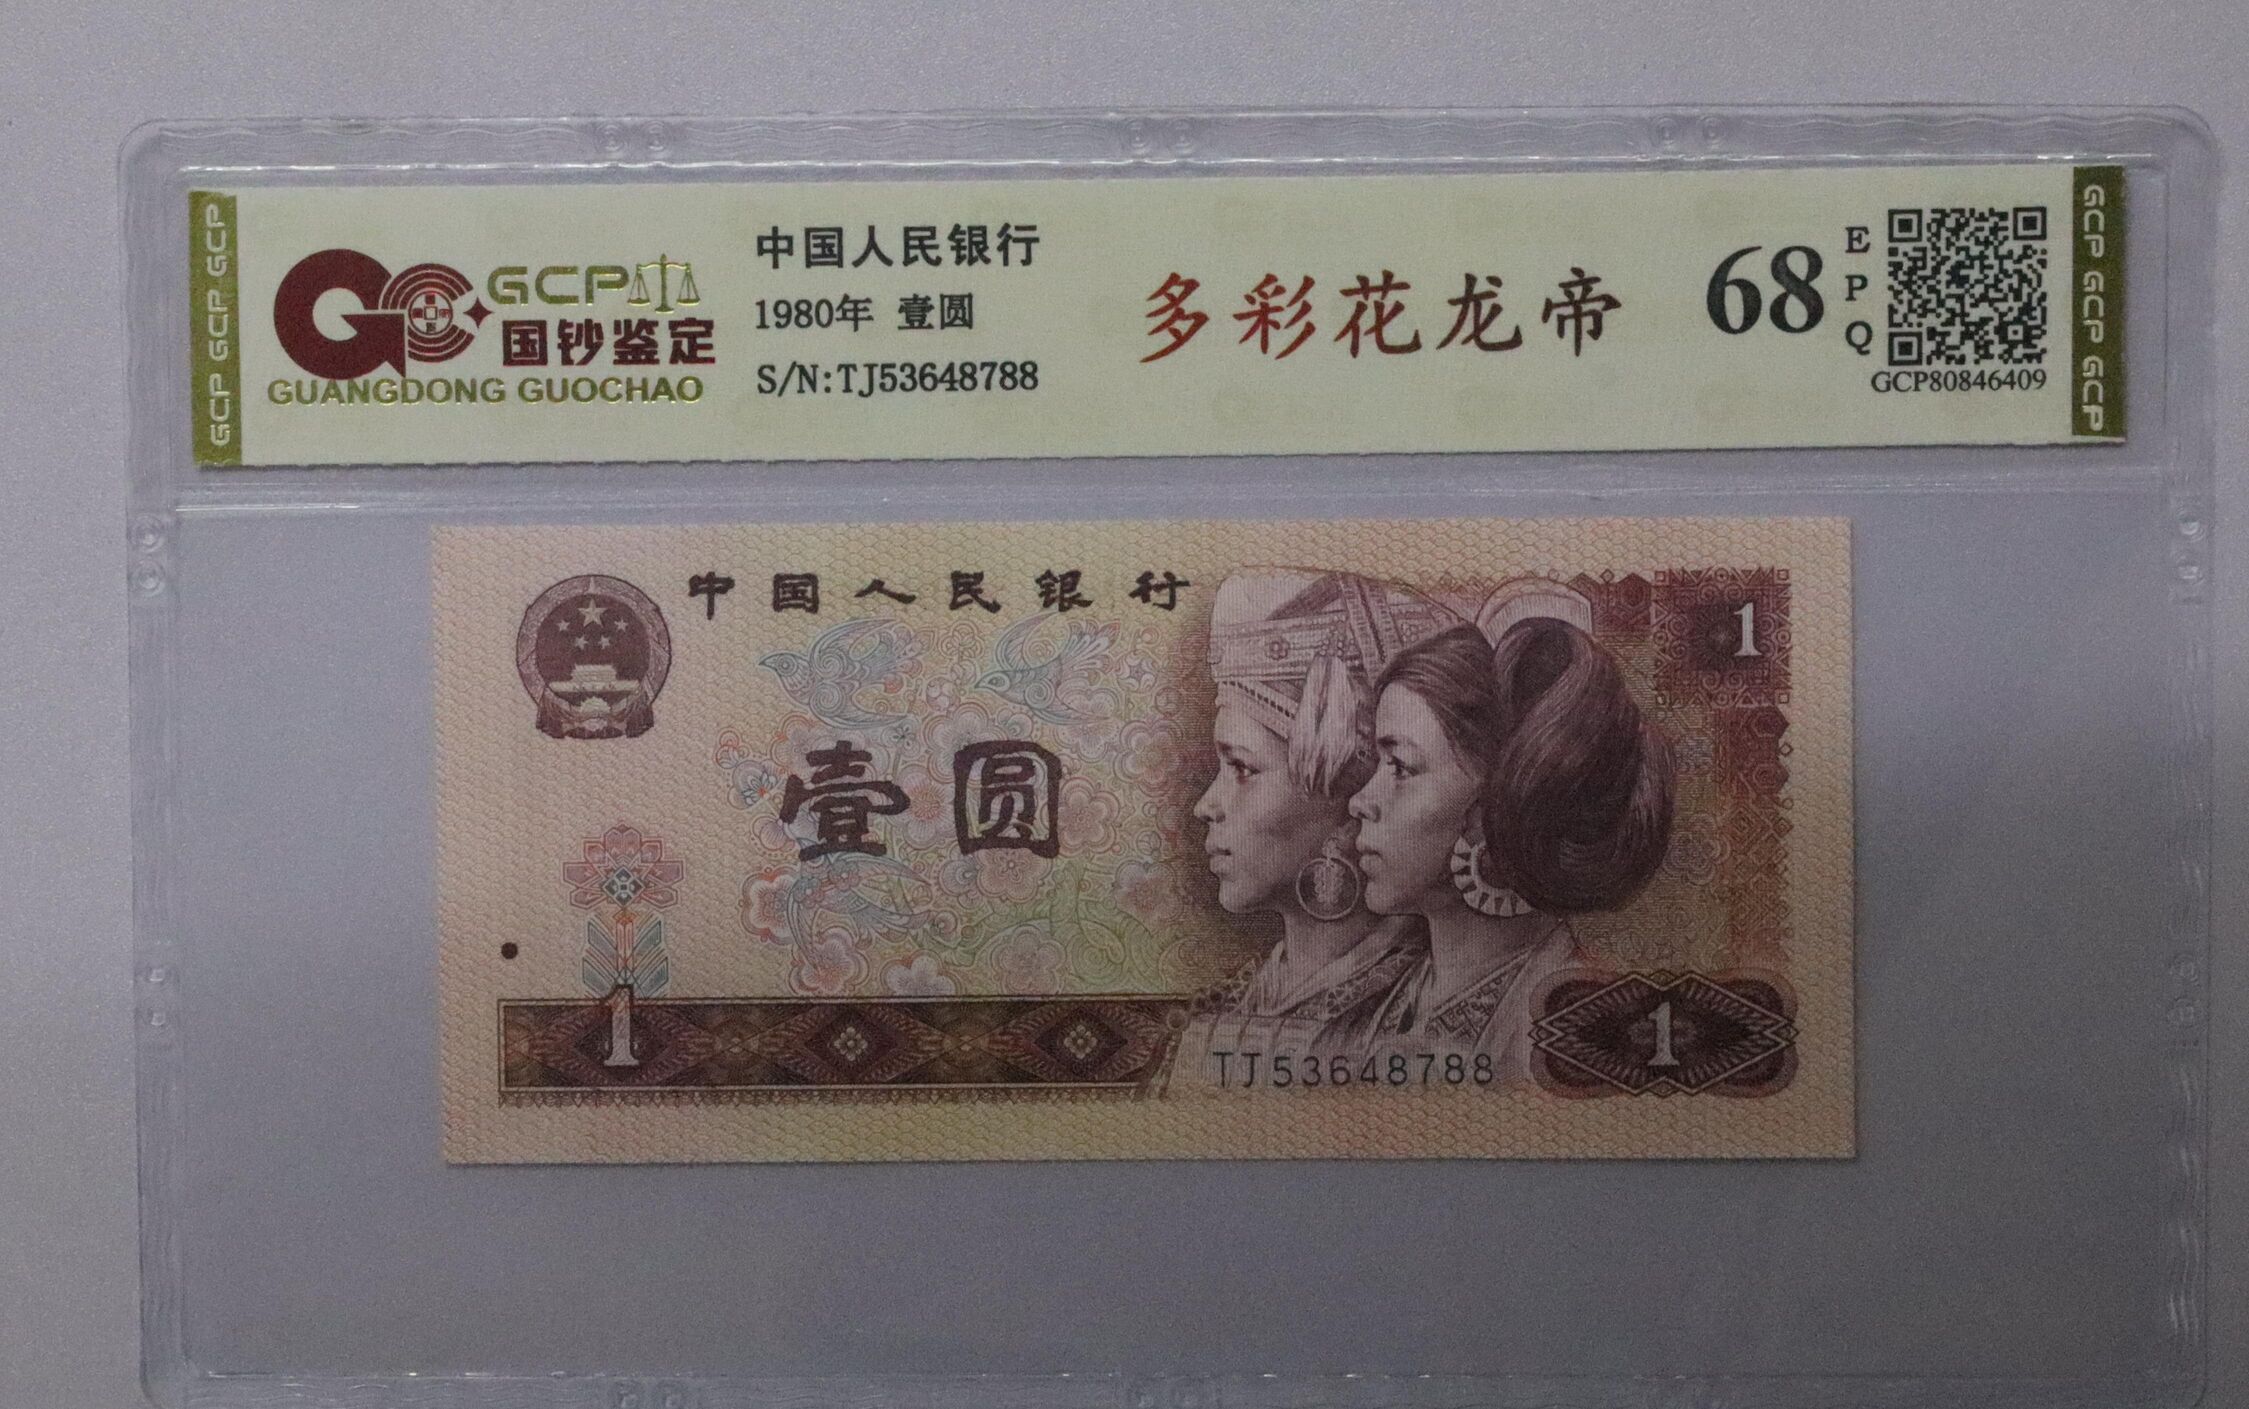 GCP GCP GCP
GCP
国钞鉴定
GUANGDONG GUOCHAO
中国人民银行
1980年 壹圆
S/N:TJ53648788
多彩花龙帝
68
E
P
Q
GCP80846409
GCP GCP GCP
中国人民银行
1
壹圆
1
1
TJ53648788